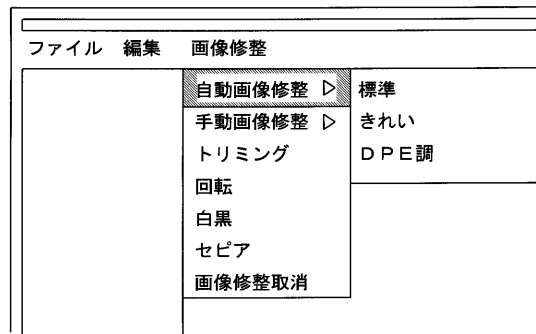 ファイル 編集 画像修整
自動画像修整 ▷ 標準
手動画像修整 ▷ きれい
トリミング ＤＰＥ調
回転
白黒
セピア
画像修整取消